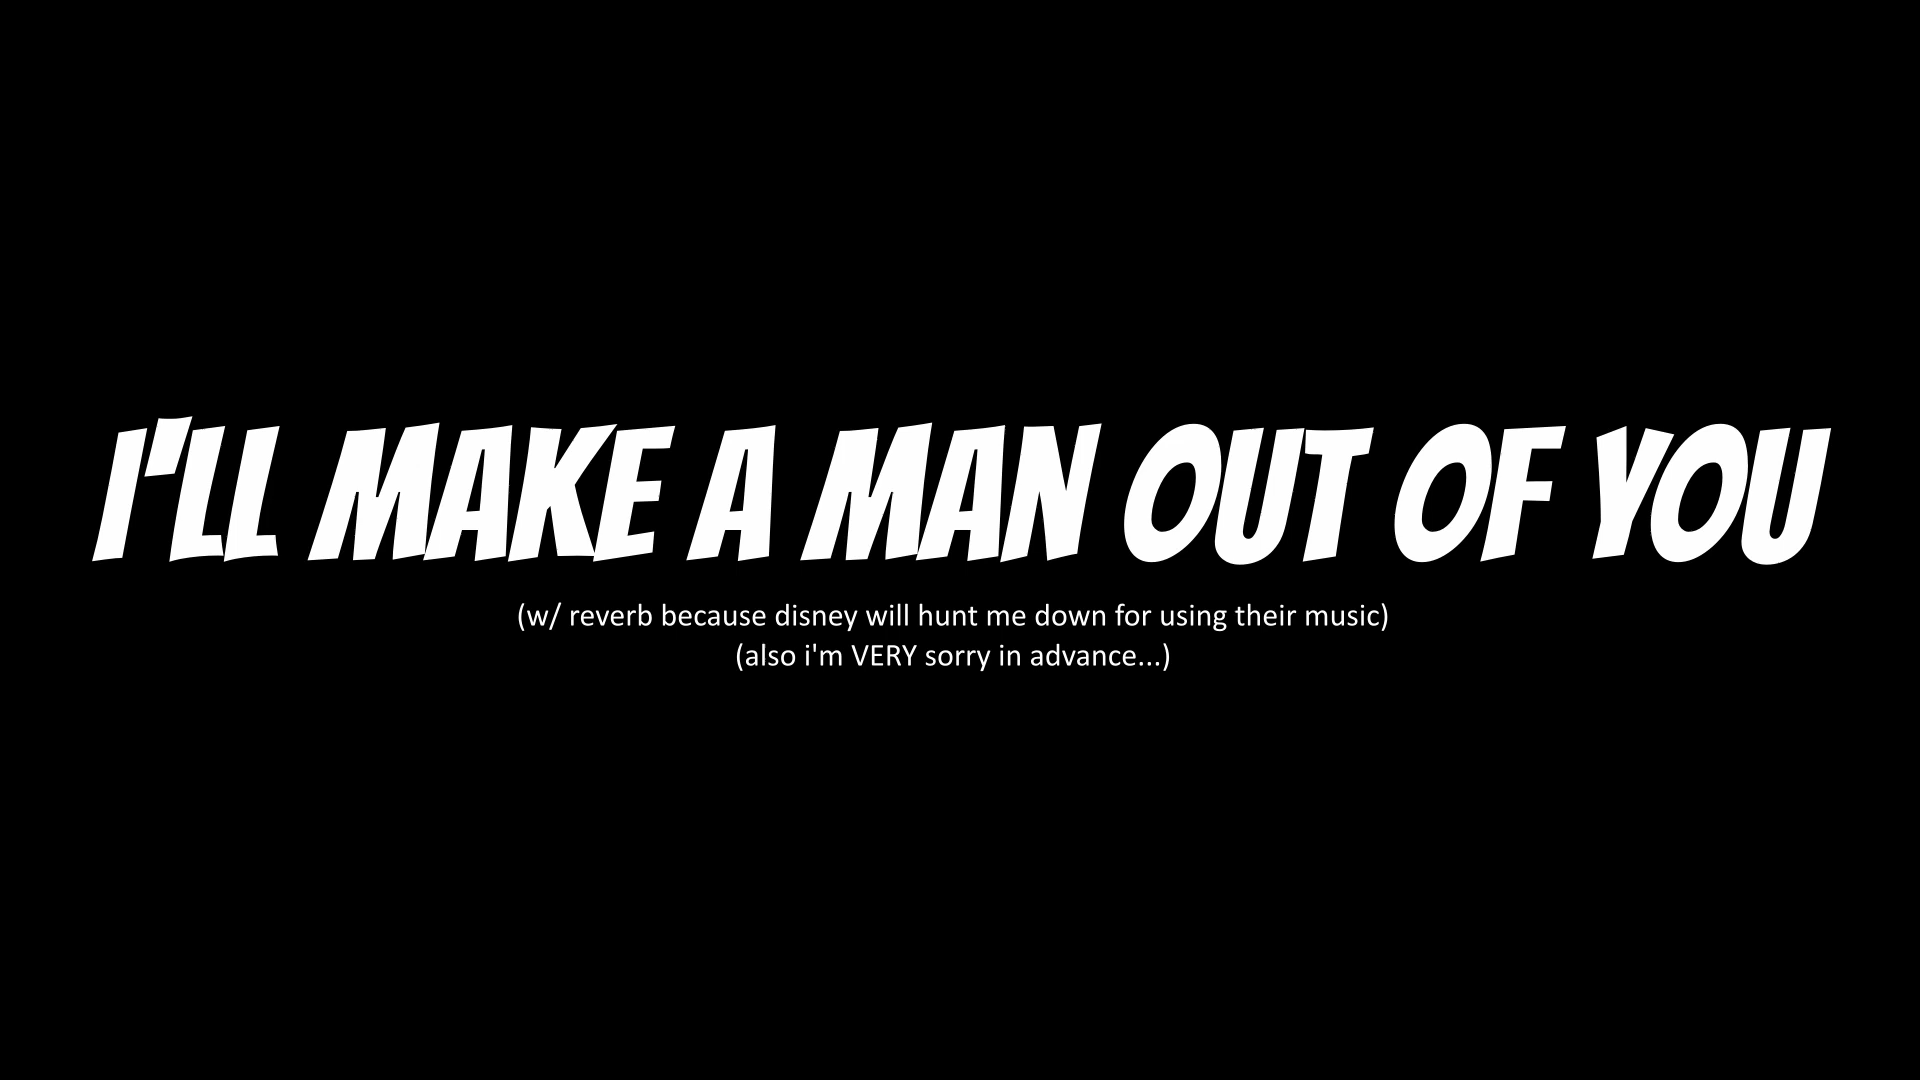 I'LL MAKE A MAN OUT OF YOU
(w/ reverb because disney will hunt me down for using their music)
(also i'm VERY sorry in advance...)